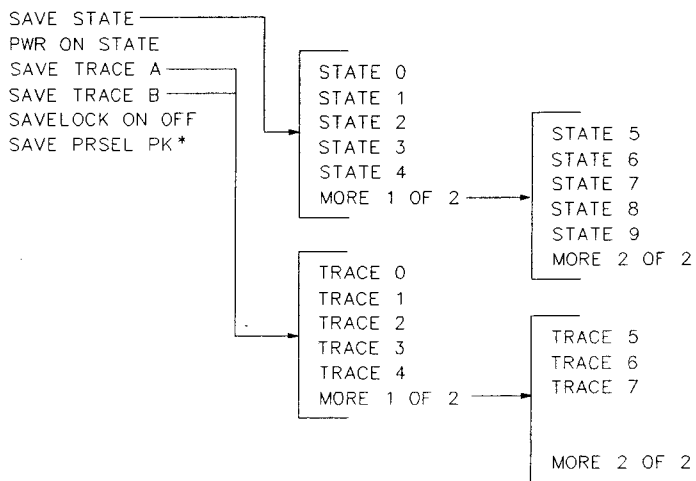 SAVE STATE
PWR ON STATE
SAVE TRACE A
SAVE TRACE B
SAVELOCK ON OFF
SAVE PRSEL PK*
STATE 0
STATE 1
STATE 2
STATE 3
STATE 4
MORE 1 OF 2
STATE 5
STATE 6
STATE 7
STATE 8
STATE 9
MORE 2 OF 2
TRACE 0
TRACE 1
TRACE 2
TRACE 3
TRACE 4
MORE 1 OF 2
TRACE 5
TRACE 6
TRACE 7
MORE 2 OF 2